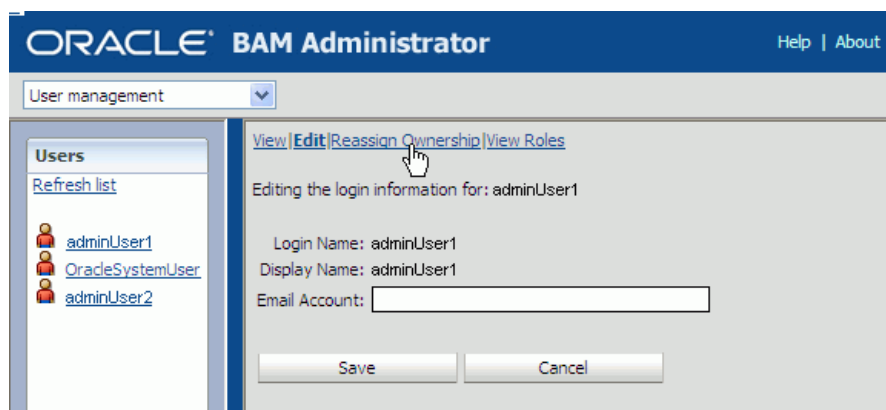 ORACLE BAM Administrator
Help | About
User management
Users
Refresh list
adminUser1
OracleSystemUser
adminUser2
View|Edit|Reassign Ownership|View Roles
Editing the login information for: adminUser1
Login Name: adminUser1
Display Name: adminUser1
Email Account:
Save Cancel